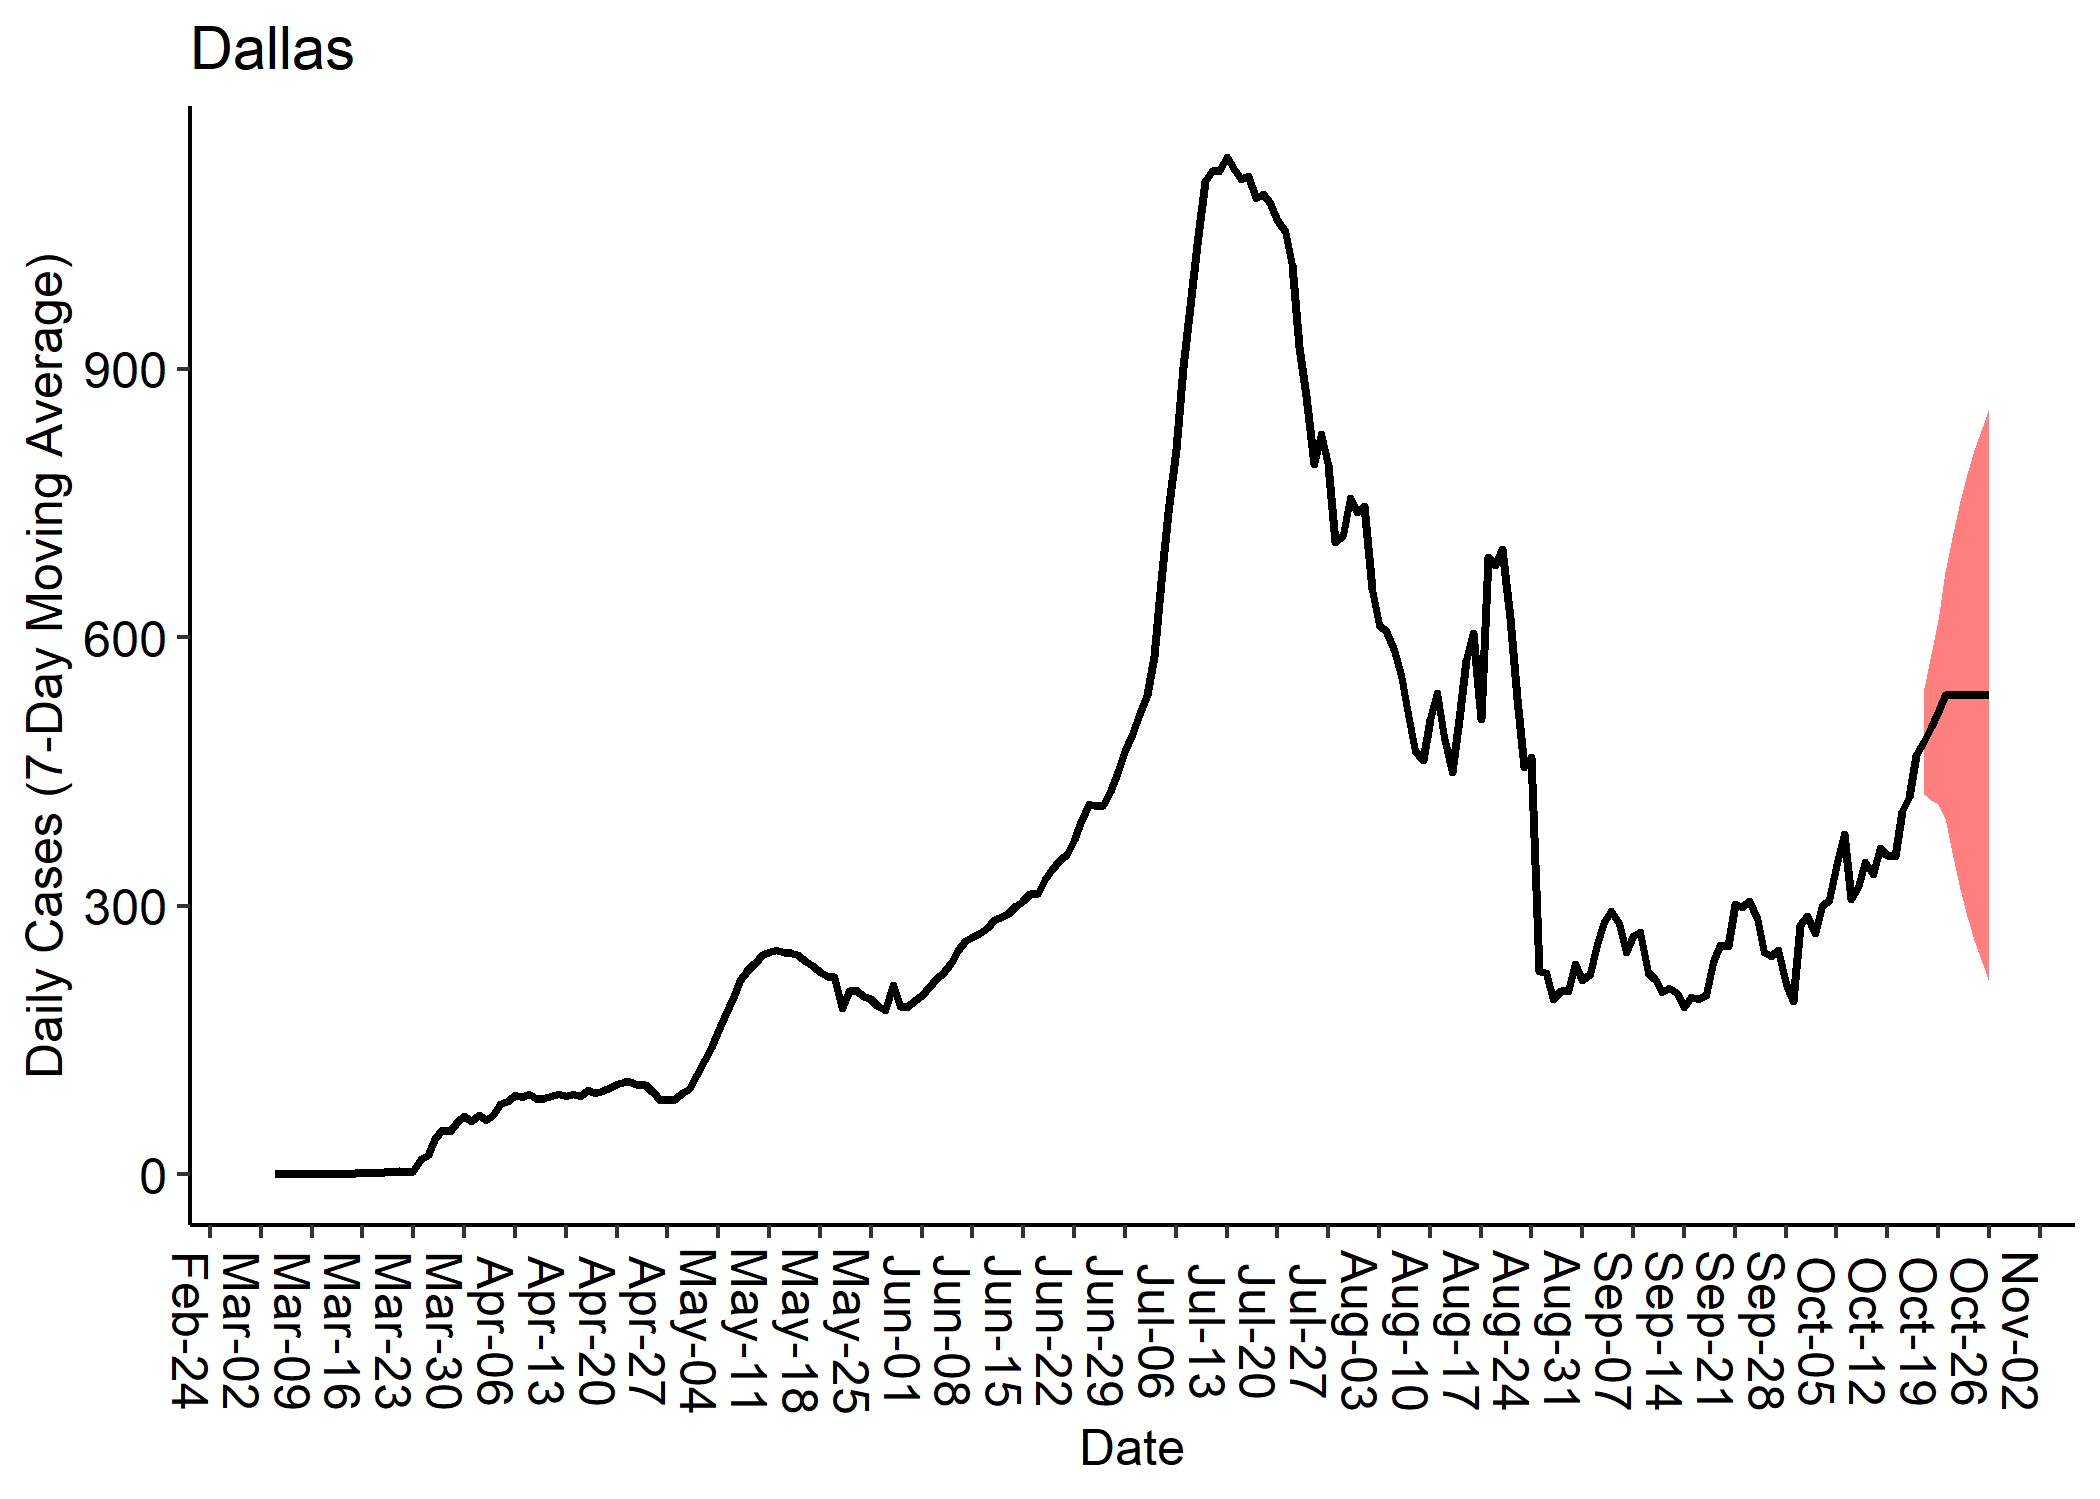 Dallas
Daily Cases (7-Day Moving Average)
900
600
300
0
Feb-24
Mar-02
Mar-09
Mar-16
Mar-23
Mar-30
Apr-06
Apr-13
Apr-20
Apr-27
May-04
May-11
May-18
May-25
Jun-01
Jun-08
Jun-15
Jun-22
Jun-29
Jul-06
Jul-13
Jul-20
Jul-27
Aug-03
Aug-10
Aug-17
Aug-24
Aug-31
Sep-07
Sep-14
Sep-21
Sep-28
Oct-05
Oct-12
Oct-19
Oct-26
Nov-02
Date